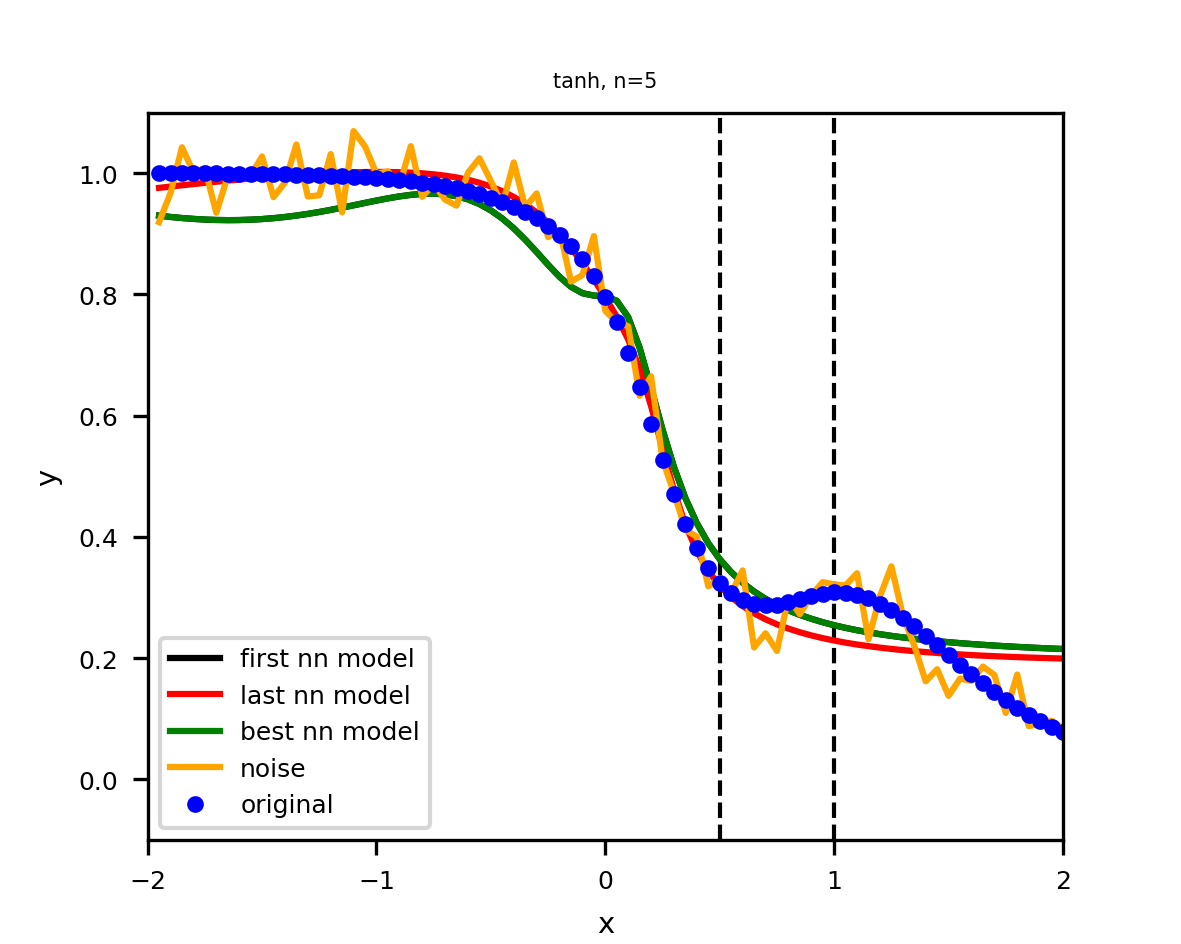 tanh, n=5
y
1.0
0.8
0.6
0.4
0.2
0.0
first nn model
last nn model
best nn model
noise
original
−2
−1
0
1
2
x